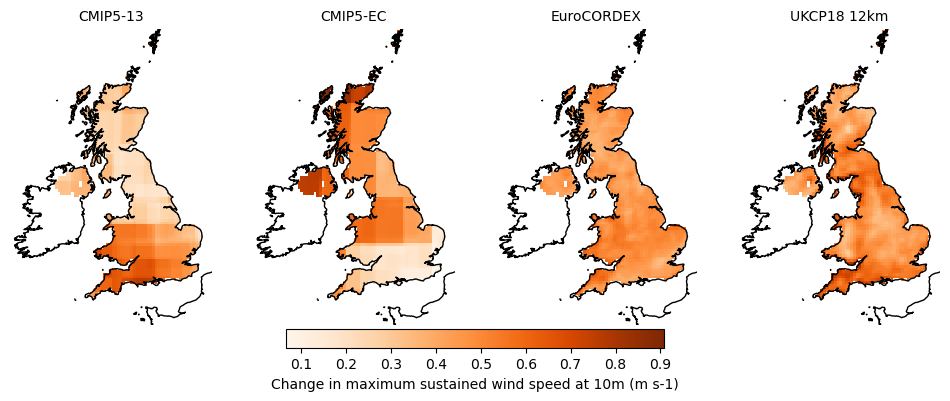 CMIP5-13 CMIP5-EC EuroCORDEX UKCP18 12km
0.1 0.2 0.3 0.4 0.5 0.6 0.7 0.8 0.9
Change in maximum sustained wind speed at 10m (m s-1)